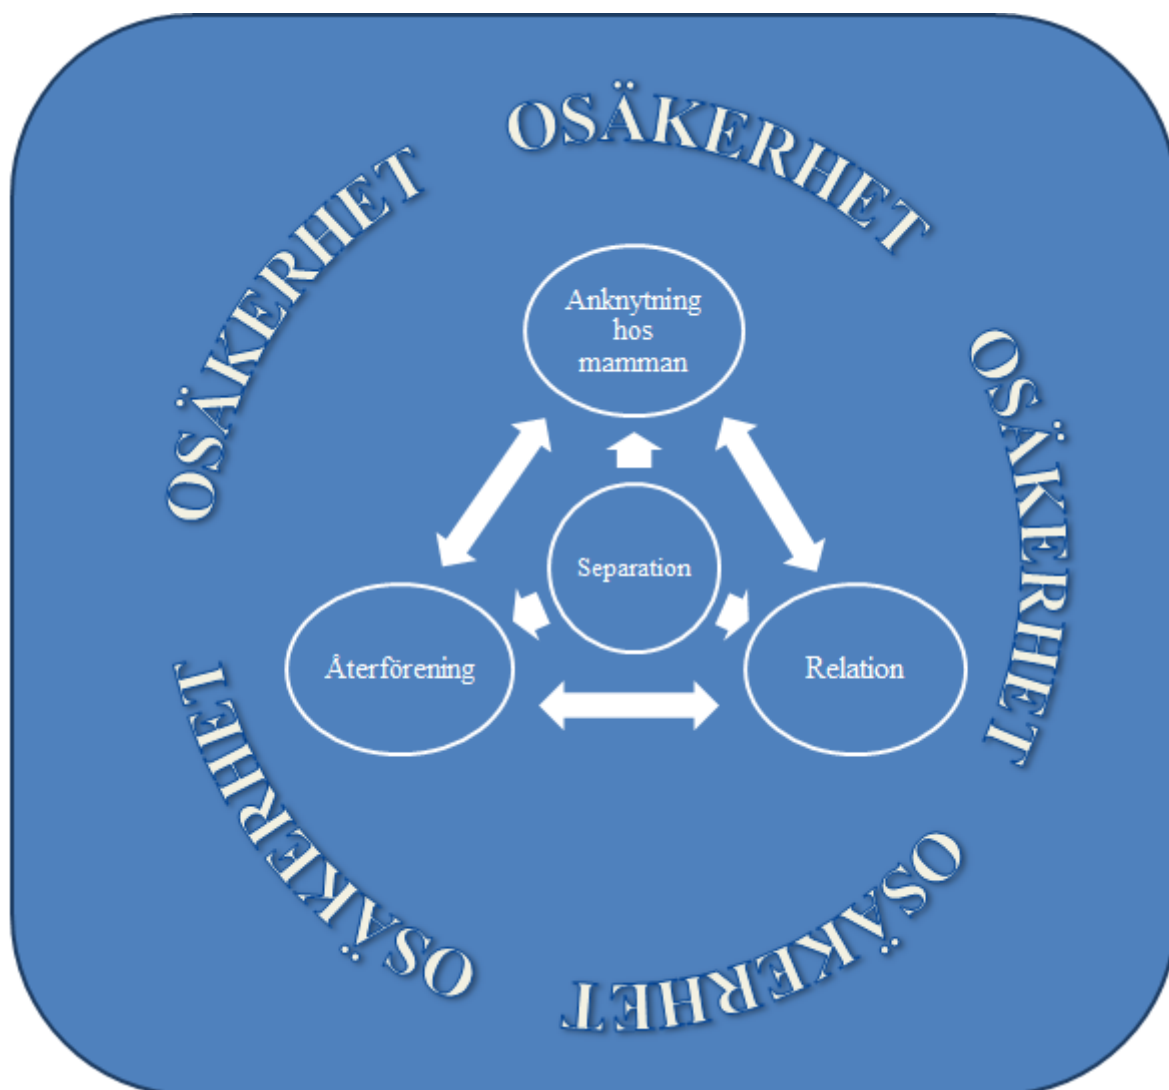 OSÄKERHET
OSÄKERHET
OSÄKERHET
OSÄKERHET
OSÄKERHET
Anknytning
hos
mamman
Separation
Återförening
Relation